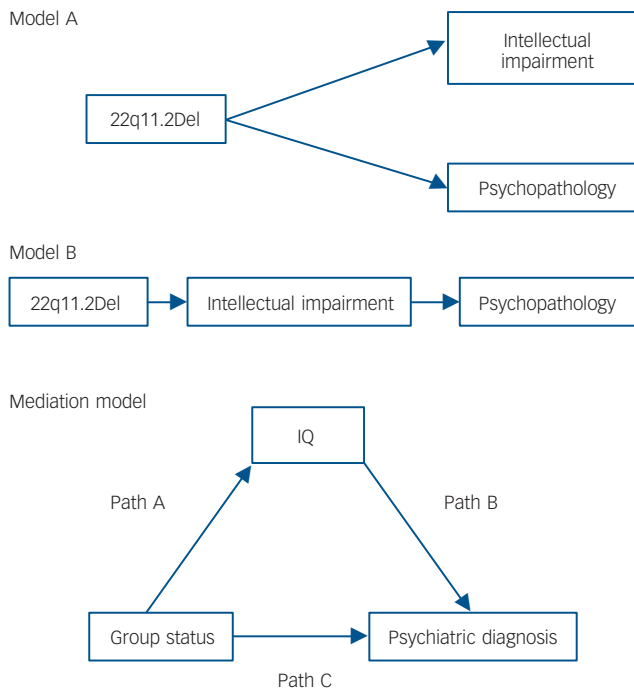 Model A
Intellectual
impairment
22q11.2Del
Psychopathology
Model B
22q11.2Del
Intellectual impairment
Psychopathology
Mediation model
IQ
Path A
Path B
Group status
Psychiatric diagnosis
Path C